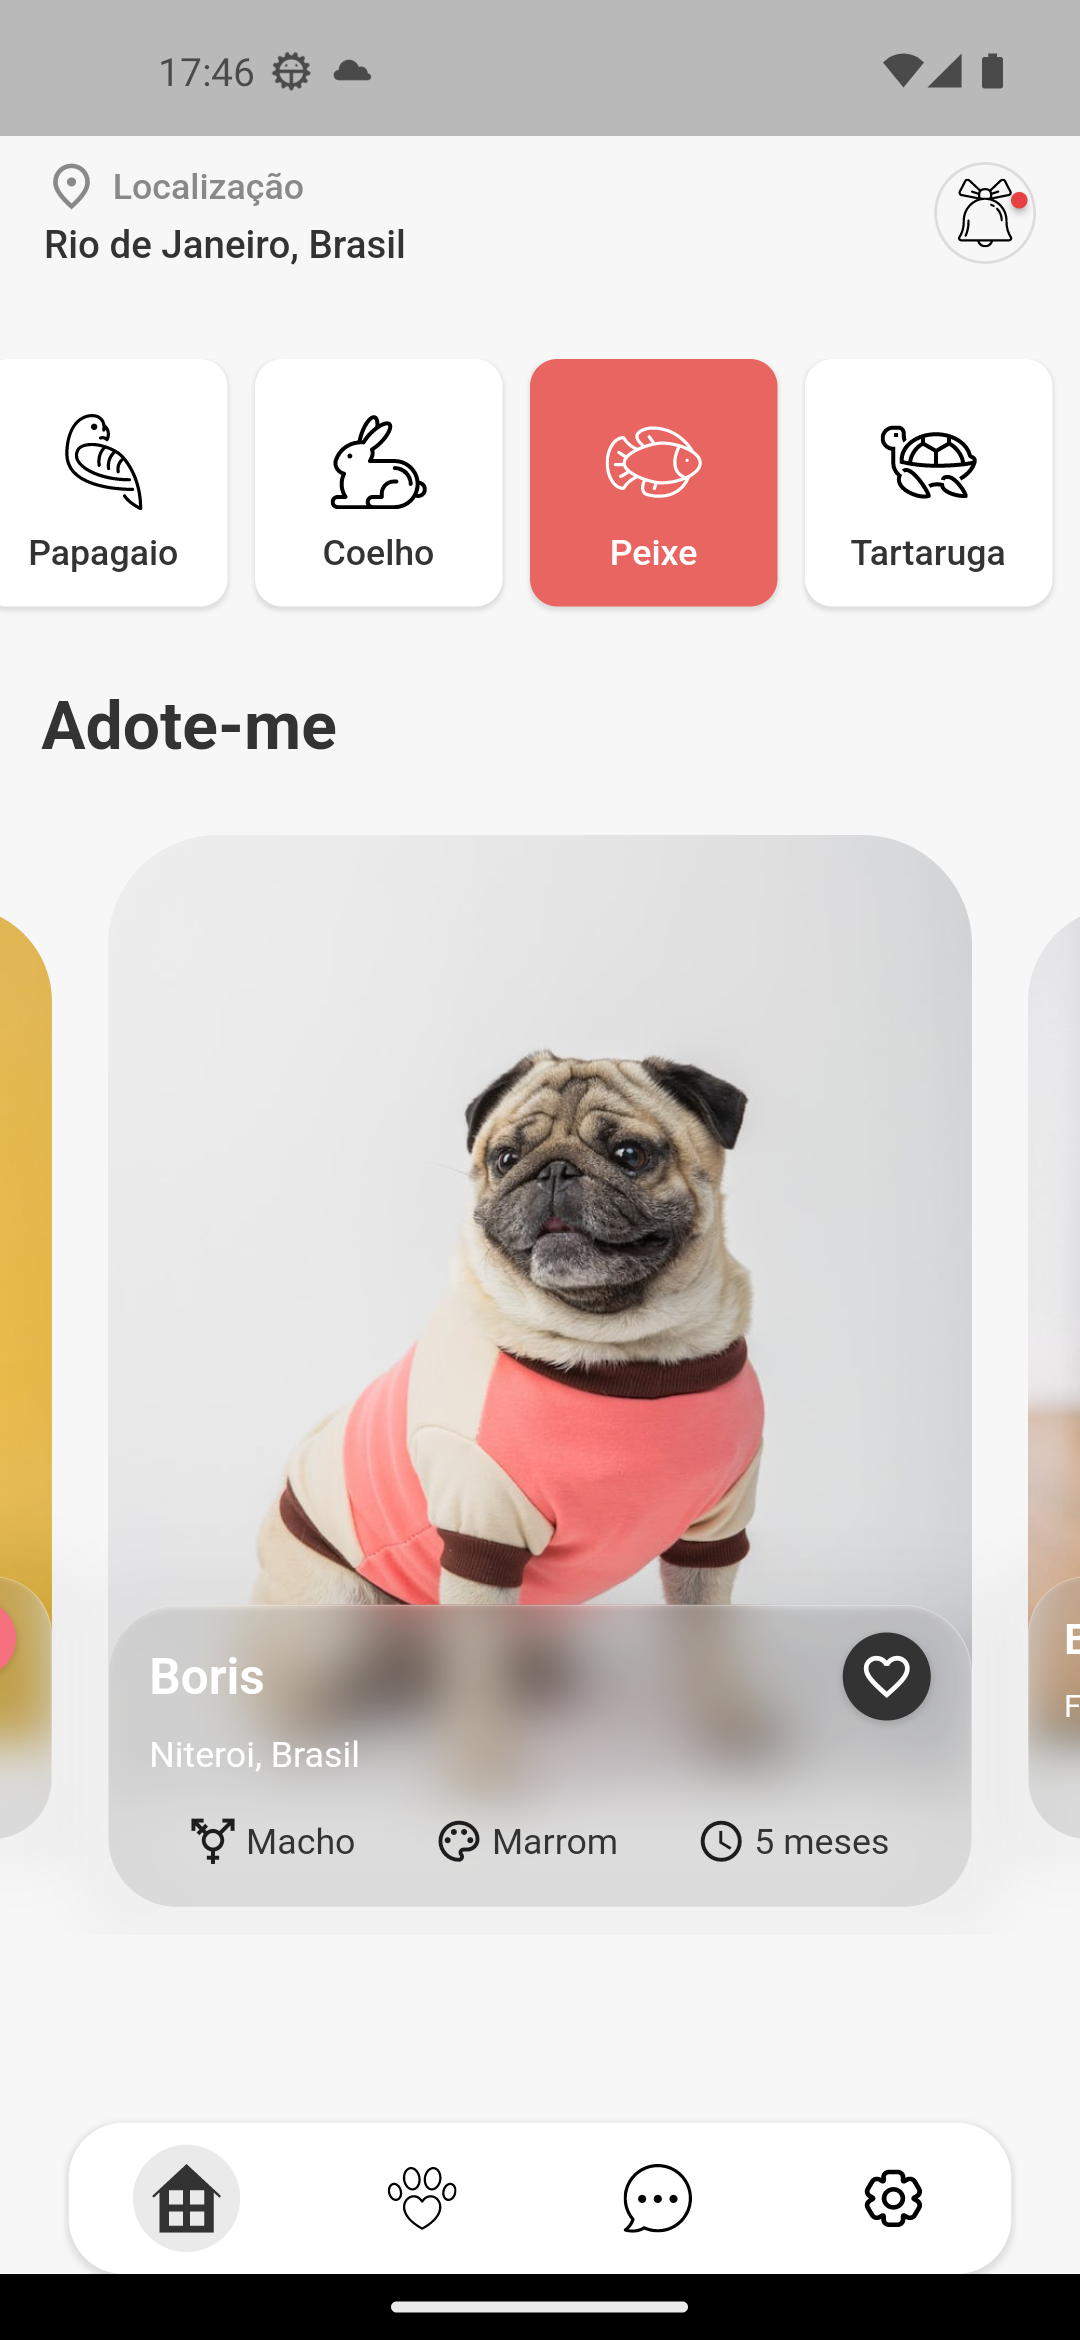 17:46
Localização
Rio de Janeiro, Brasil
Papagaio
Coelho
Peixe
Tartaruga
Adote-me
Boris
Niteroi, Brasil
Macho
Marrom
5 meses